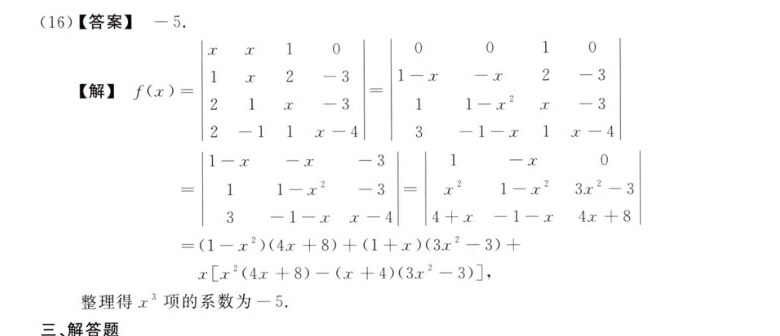 (16)【答案】 －5.
【解】 f(x)=| x x 1 0 |=| 0 0 1 0 |
| 1 x 2 －3 | | 1－x －x 2 －3 |
| 2 1 x －3 | | 1 1－x² x －3 |
| 2 －1 1 x－4 | | 3 －1－x 1 x－4 |
=| 1－x －x －3 |=| 1 －x 0 |
| 1 1－x² －3 | | x² 1－x² 3x²－3 |
| 3 －1－x x－4 | | 4＋x －1－x 4x＋8 |
=(1－x²)(4x＋8)＋(1＋x)(3x²－3)＋
x[x²(4x＋8)－(x＋4)(3x²－3)],
整理得 x³ 项的系数为－5.
三、解答题